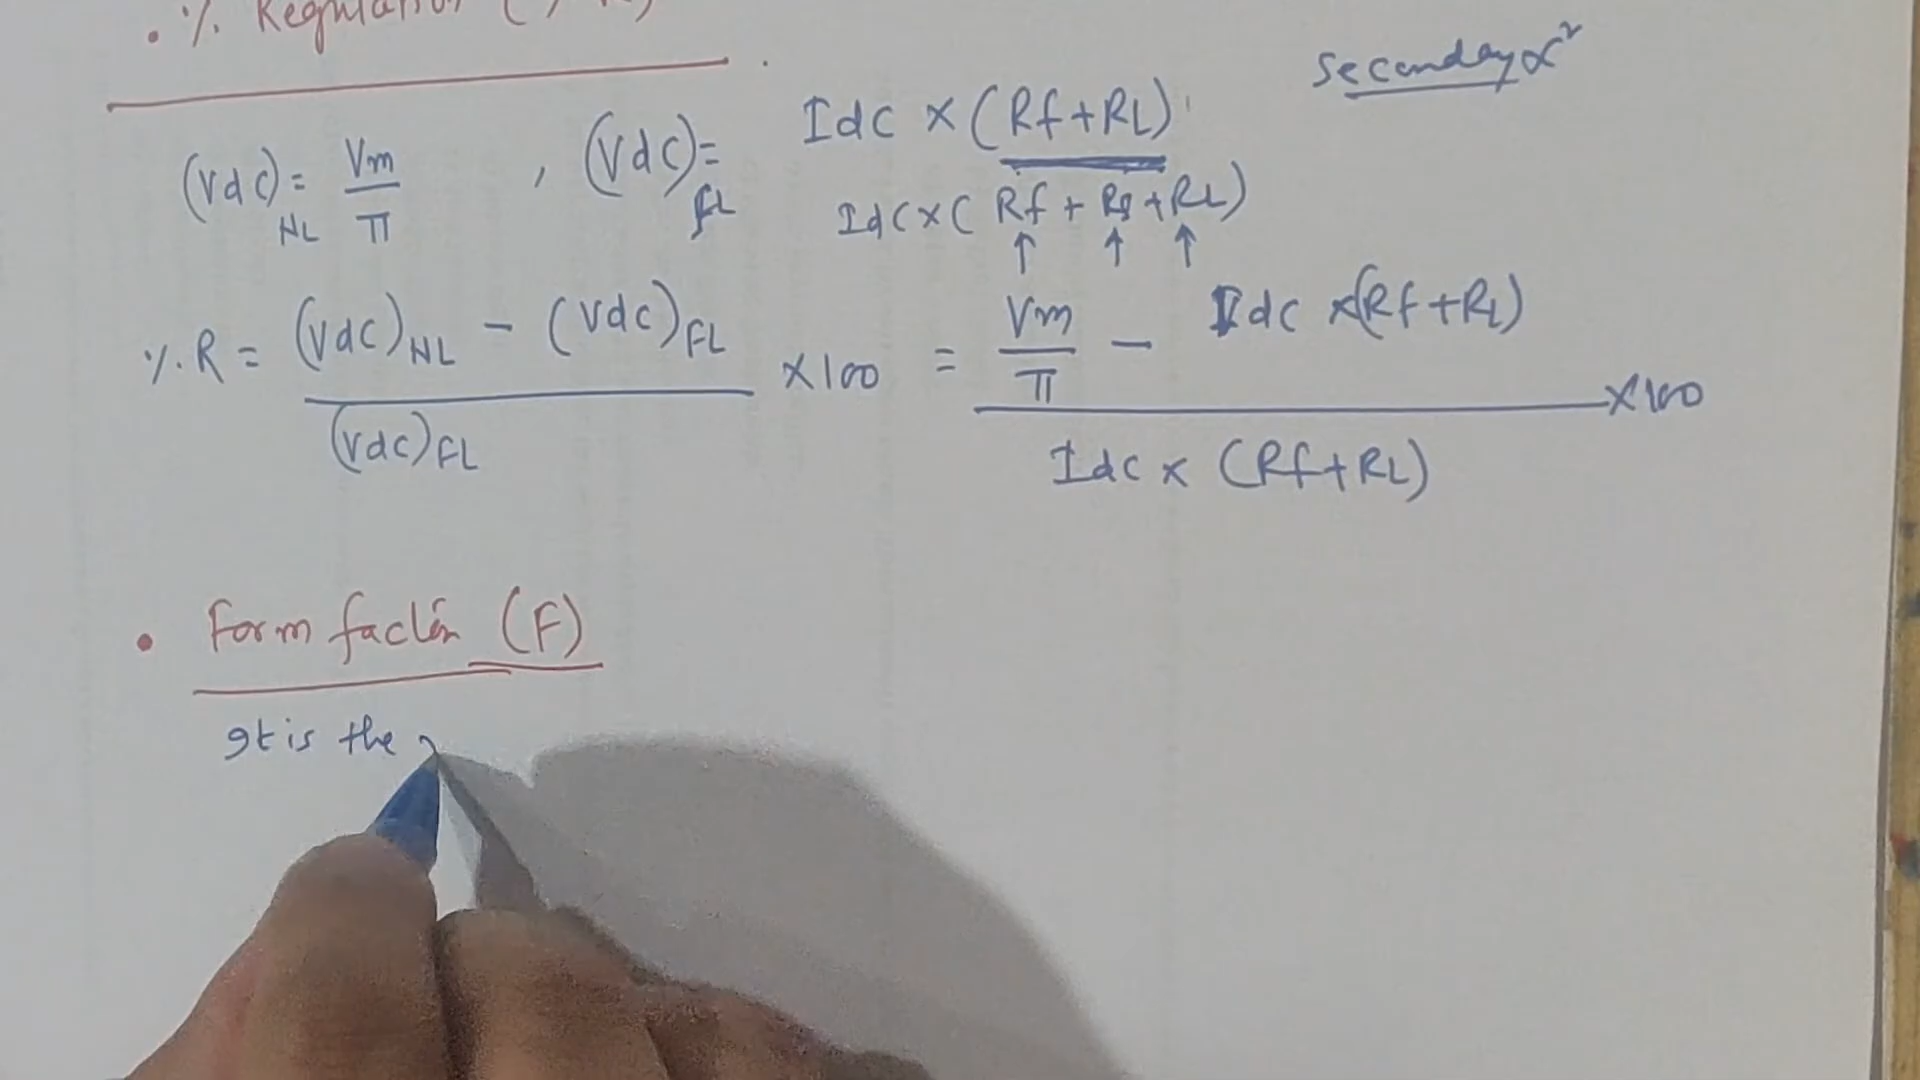 . % Regulation (
Secondary x²
(Vdc)NL = Vm/π , (Vdc)FL = Idc × (Rf+RL)
Idc × ( Rf + Rs + RL)
↑ ↑ ↑
% R = (Vdc)NL - (Vdc)FL / (Vdc)FL ×100 = Vm/π - Idc ×(Rf+RL) / Idc × (Rf+RL) ×100
• Form factor (F)
It is the